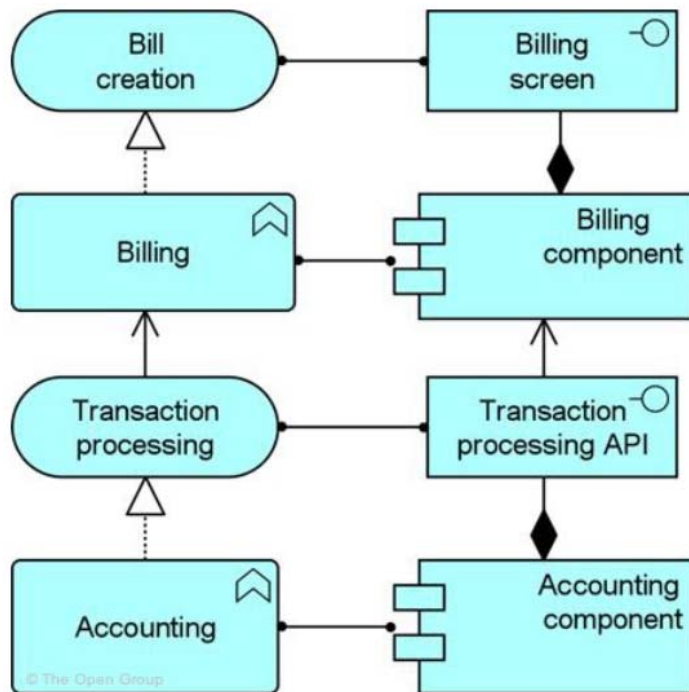 Bill
creation
Billing
screen
Billing
Billing
component
Transaction
processing
Transaction
processing API
Accounting
Accounting
component
© The Open Group